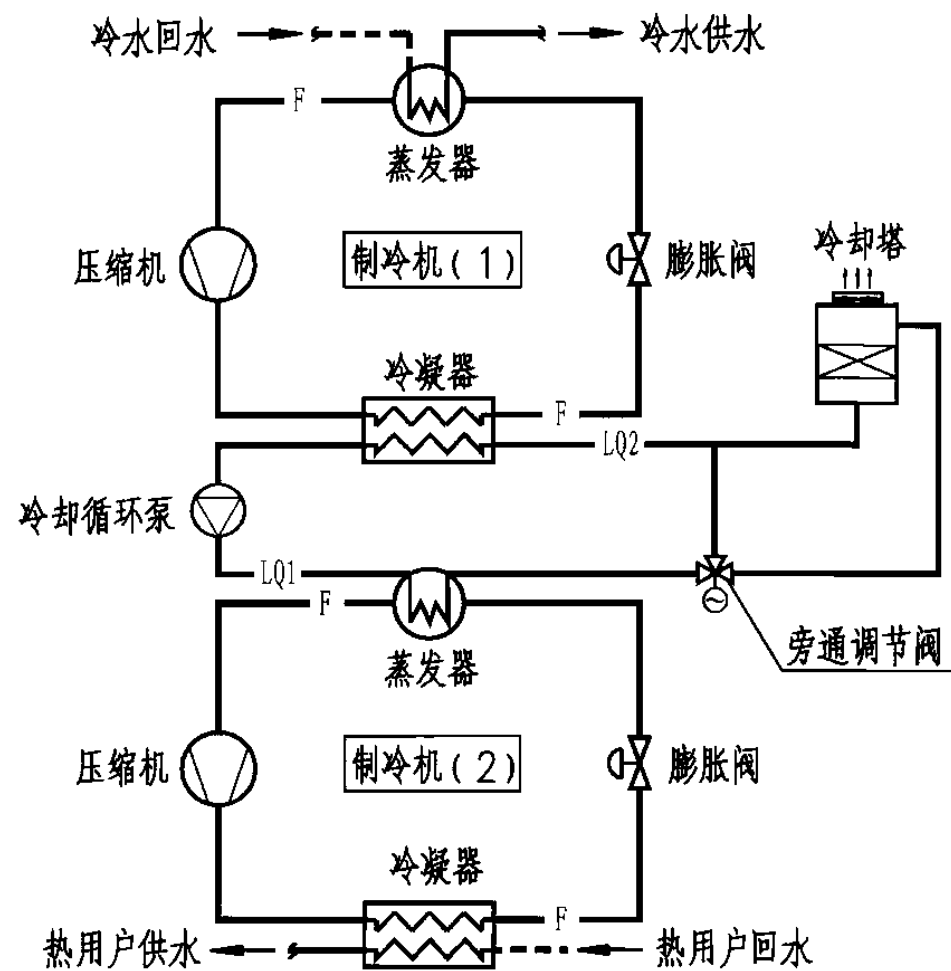 冷水回水
冷水供水
F
蒸发器
压缩机
制冷机(1)
膨胀阀
冷却塔
冷凝器
F
LQ2
冷却循环泵
LQ1
F
蒸发器
旁通调节阀
压缩机
制冷机(2)
膨胀阀
冷凝器
F
热用户供水
热用户回水